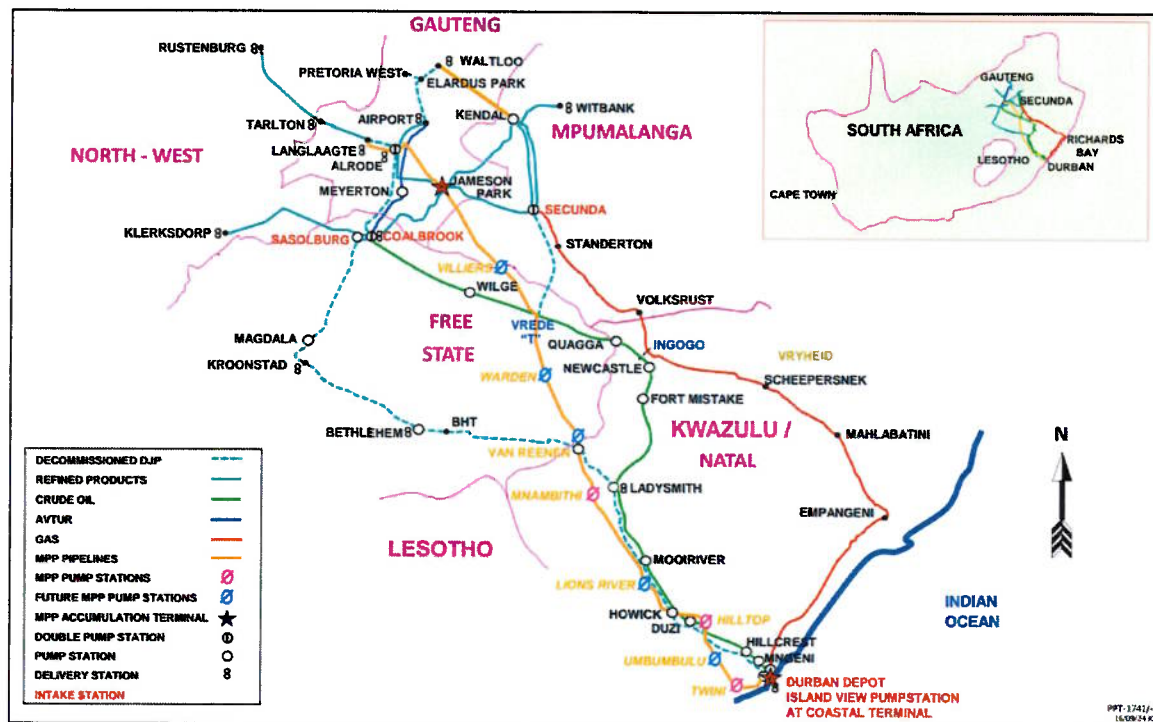 GAUTENG
RUSTENBURG
PRETORIA WEST
WALTLOO
ELARDUS PARK
AIRPORT
KENDAL
WITBANK
TARLTON
MPUMALANGA
LANGLAAGTE
ALRODE
NORTH - WEST
MEYERTON
JAMESON
PARK
SECUNDA
KLERKSDORP
SASOLBURG
COALBROOK
STANDERTON
VILLIERS
WILGE
VOLKSRUST
FREE
STATE
VREDE
"T"
MAGDALA
QUAGGA
INGOGO
VRYHEID
KROONSTAD
NEWCASTLE
SCHEEPERSNEK
WARDEN
FORT MISTAKE
BETHLEHEM
BHT
KWAZULU /
NATAL
MAHLABATINI
VAN REENEN
MNAMBITHI
LADYSMITH
EMPANGENI
LESOTHO
MOOIRIVER
LIONS RIVER
INDIAN
OCEAN
HOWICK
DUZI
HILLTOP
HILLCREST
MNGENI
UMBUMBULU
TWINI
DURBAN DEPOT
ISLAND VIEW PUMPSTATION
AT COASTAL TERMINAL
N
GAUTENG
SECUNDA
SOUTH AFRICA
RICHARDS
BAY
LESOTHO
DURBAN
CAPE TOWN
DECOMMISSIONED DJP
REFINED PRODUCTS
CRUDE OIL
AVTUR
GAS
MPP PIPELINES
MPP PUMP STATIONS
FUTURE MPP PUMP STATIONS
MPP ACCUMULATION TERMINAL
DOUBLE PUMP STATION
PUMP STATION
DELIVERY STATION
INTAKE STATION